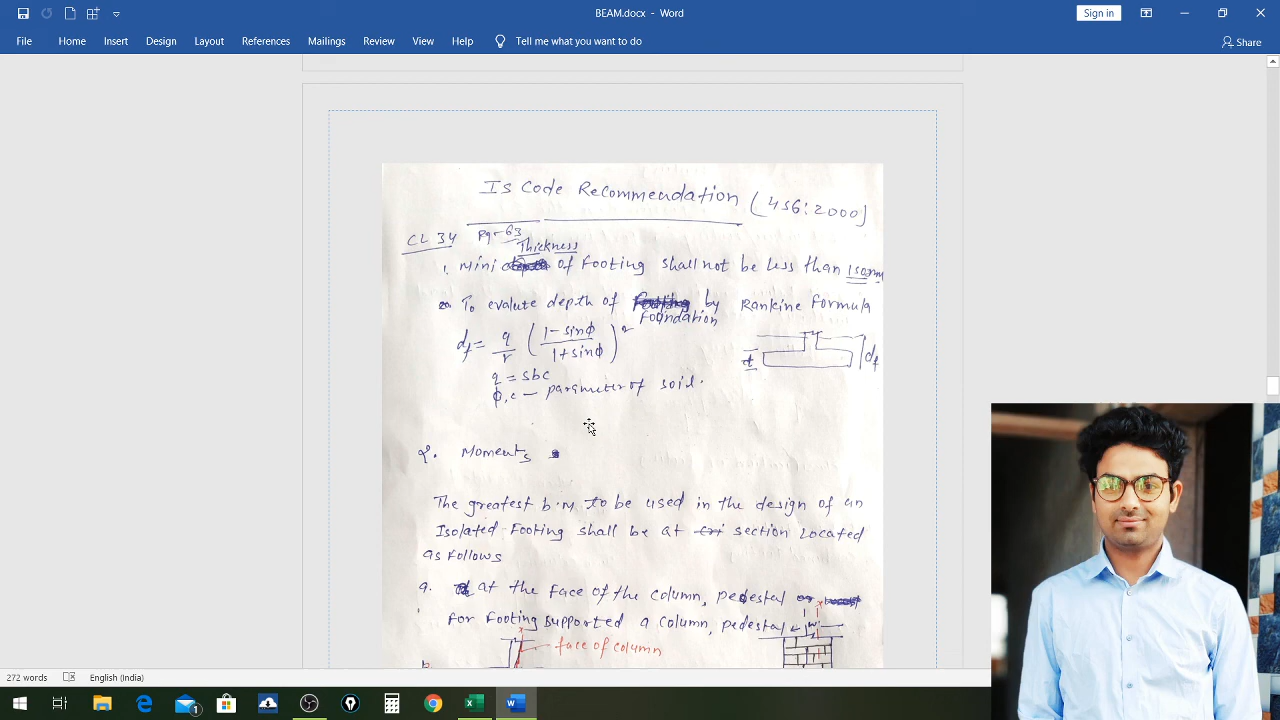 BEAM.docx - Word
Sign in
File Home Insert Design Layout References Mailings Review View Help Tell me what you want to do Share
Is Code Recommendation (456:2000)
CL 34 Pg-63
Thickness
1. Mini of Footing shall not be less than 150mm
To evalute depth of by Rankine Formula
Foundation
df = q/r (1-sinϕ / 1+sinϕ)²
t df
q = sbc
ϕ, c - parameter of soil.
2. Moments
The greatest b.m. to be used in the design of an
Isolated Footing shall be at section Located
as follows
a. at the face of the column, pedestal
For Footing supported a column, pedestal
face of column
272 words English (India)
1